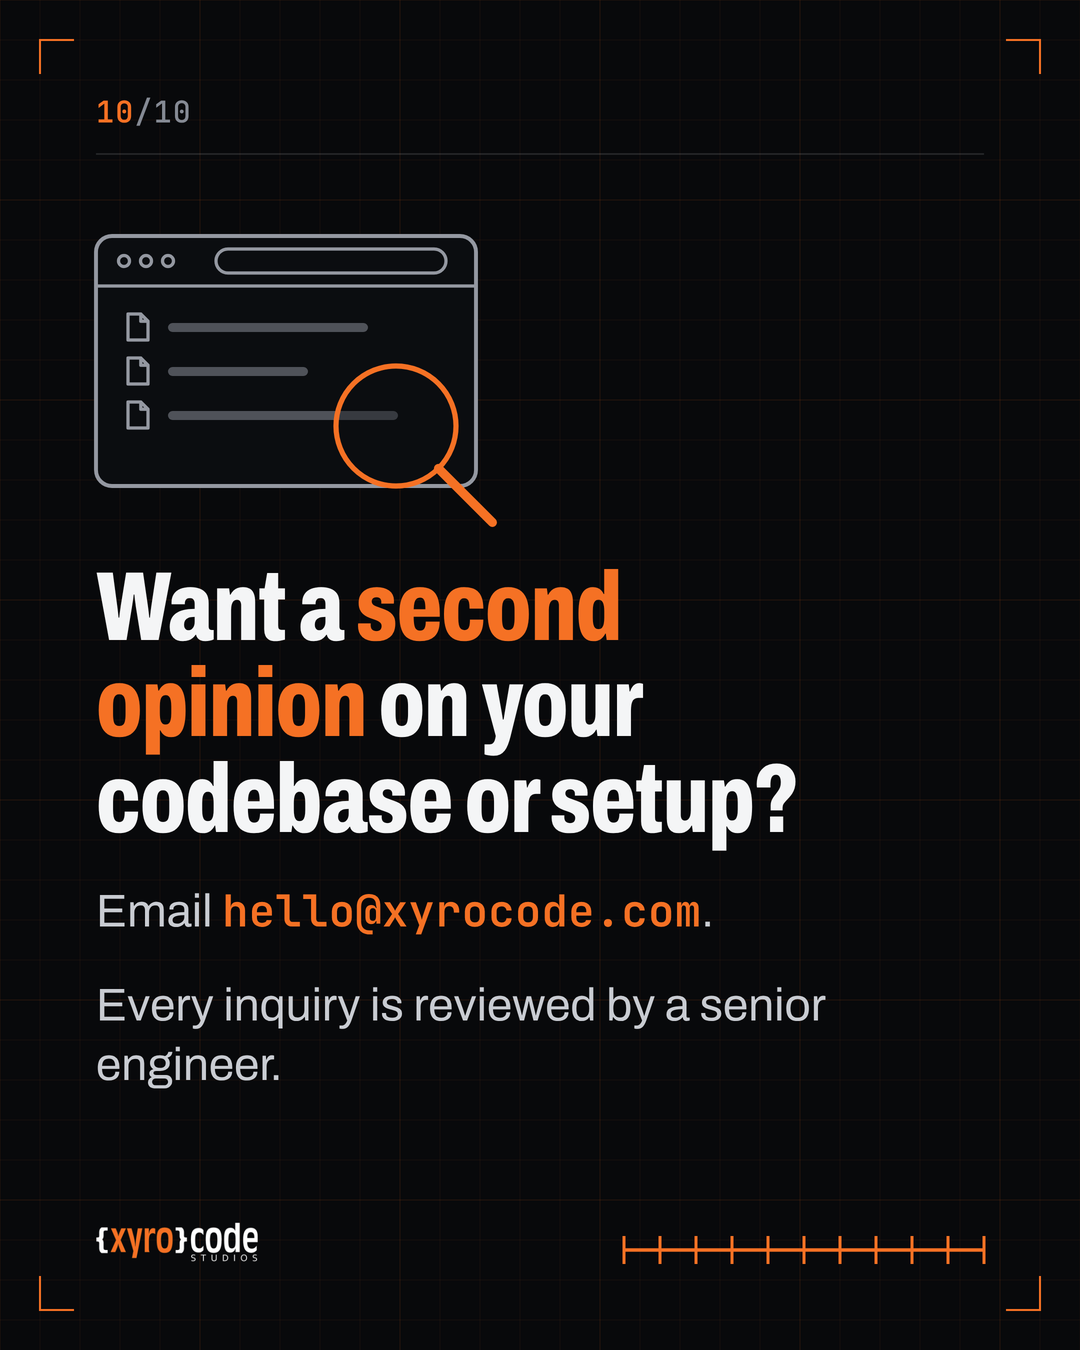 10/10
Want a second
opinion on your
codebase or setup?
Email hello@xyrocode.com.
Every inquiry is reviewed by a senior
engineer.
{xyro}code
STUDIOS